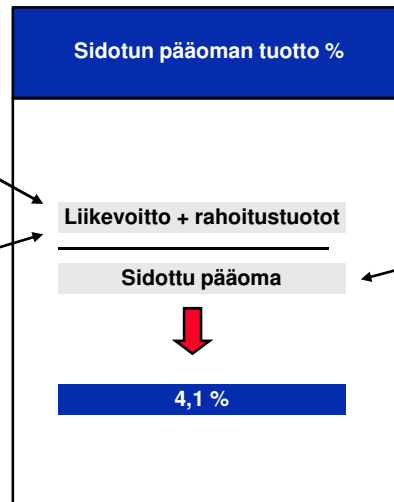 Sidotun pääoman tuotto %
Liikevoitto + rahoitustuotot
Sidottu pääoma
4,1 %